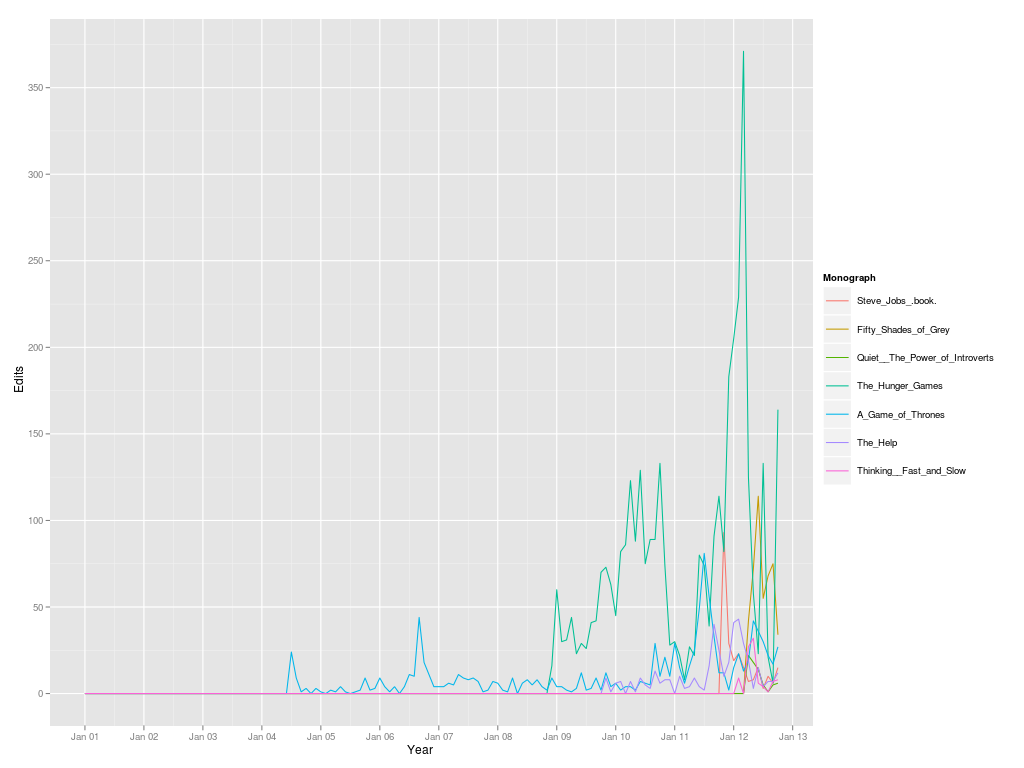 350
300
250
200
150
100
50
0
Edits
Jan 01 Jan 02 Jan 03 Jan 04 Jan 05 Jan 06 Jan 07 Jan 08 Jan 09 Jan 10 Jan 11 Jan 12 Jan 13
Year
Monograph
Steve_Jobs_.book.
Fifty_Shades_of_Grey
Quiet__The_Power_of_Introverts
The_Hunger_Games
A_Game_of_Thrones
The_Help
Thinking__Fast_and_Slow